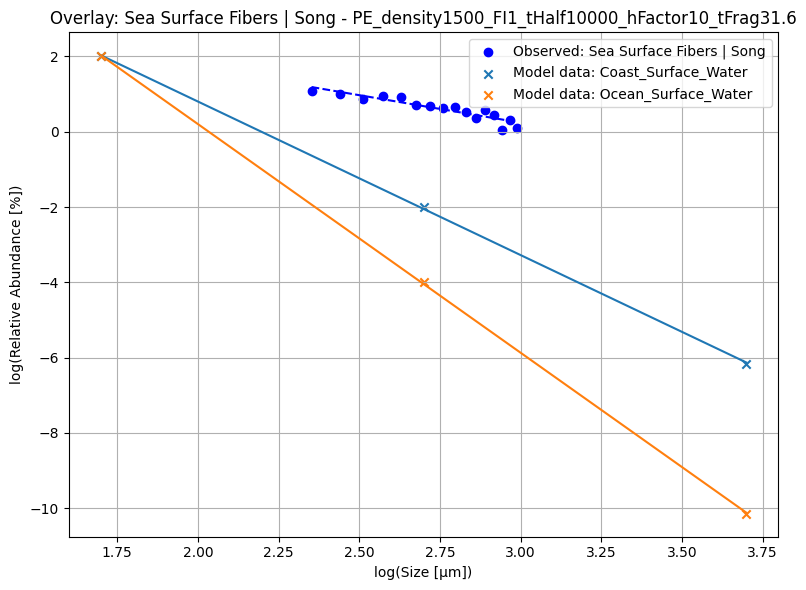 Overlay: Sea Surface Fibers | Song - PE_density1500_FI1_tHalf10000_hFactor10_tFrag31.6
Observed: Sea Surface Fibers | Song
Model data: Coast_Surface_Water
Model data: Ocean_Surface_Water
log(Relative Abundance [%])
2
0
−2
−4
−6
−8
−10
1.75 2.00 2.25 2.50 2.75 3.00 3.25 3.50 3.75
log(Size [µm])